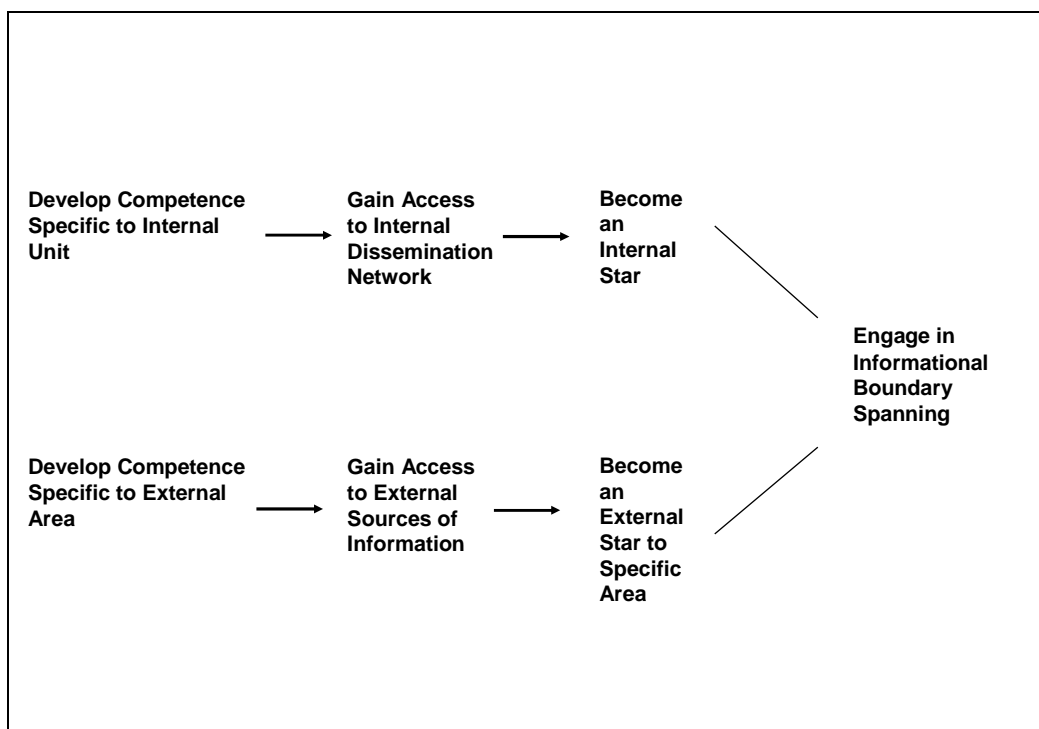 Develop Competence
Specific to Internal
Unit
Gain Access
to Internal
Dissemination
Network
Become
an
Internal
Star
Engage in
Informational
Boundary
Spanning
Develop Competence
Specific to External
Area
Gain Access
to External
Sources of
Information
Become
an
External
Star to
Specific
Area